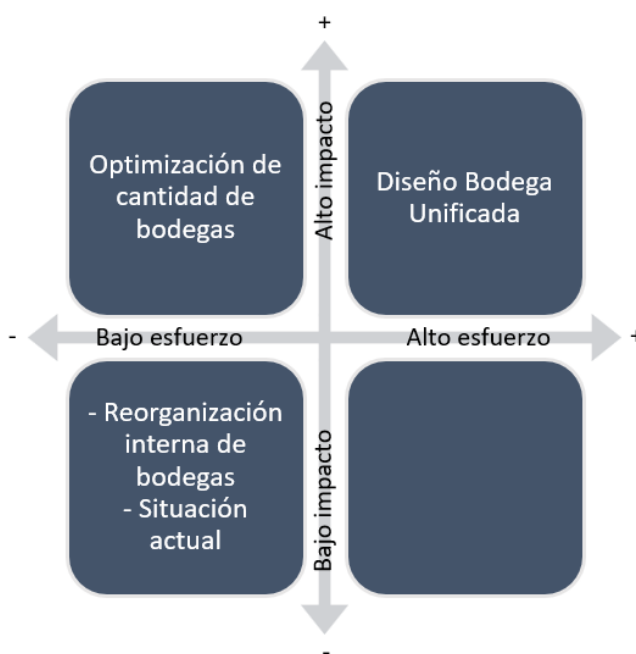 +
Optimización de
cantidad de
bodegas
Alto impacto
Diseño Bodega
Unificada
-
Bajo esfuerzo
Alto esfuerzo
+
- Reorganización
interna de
bodegas
- Situación
actual
Bajo impacto
-